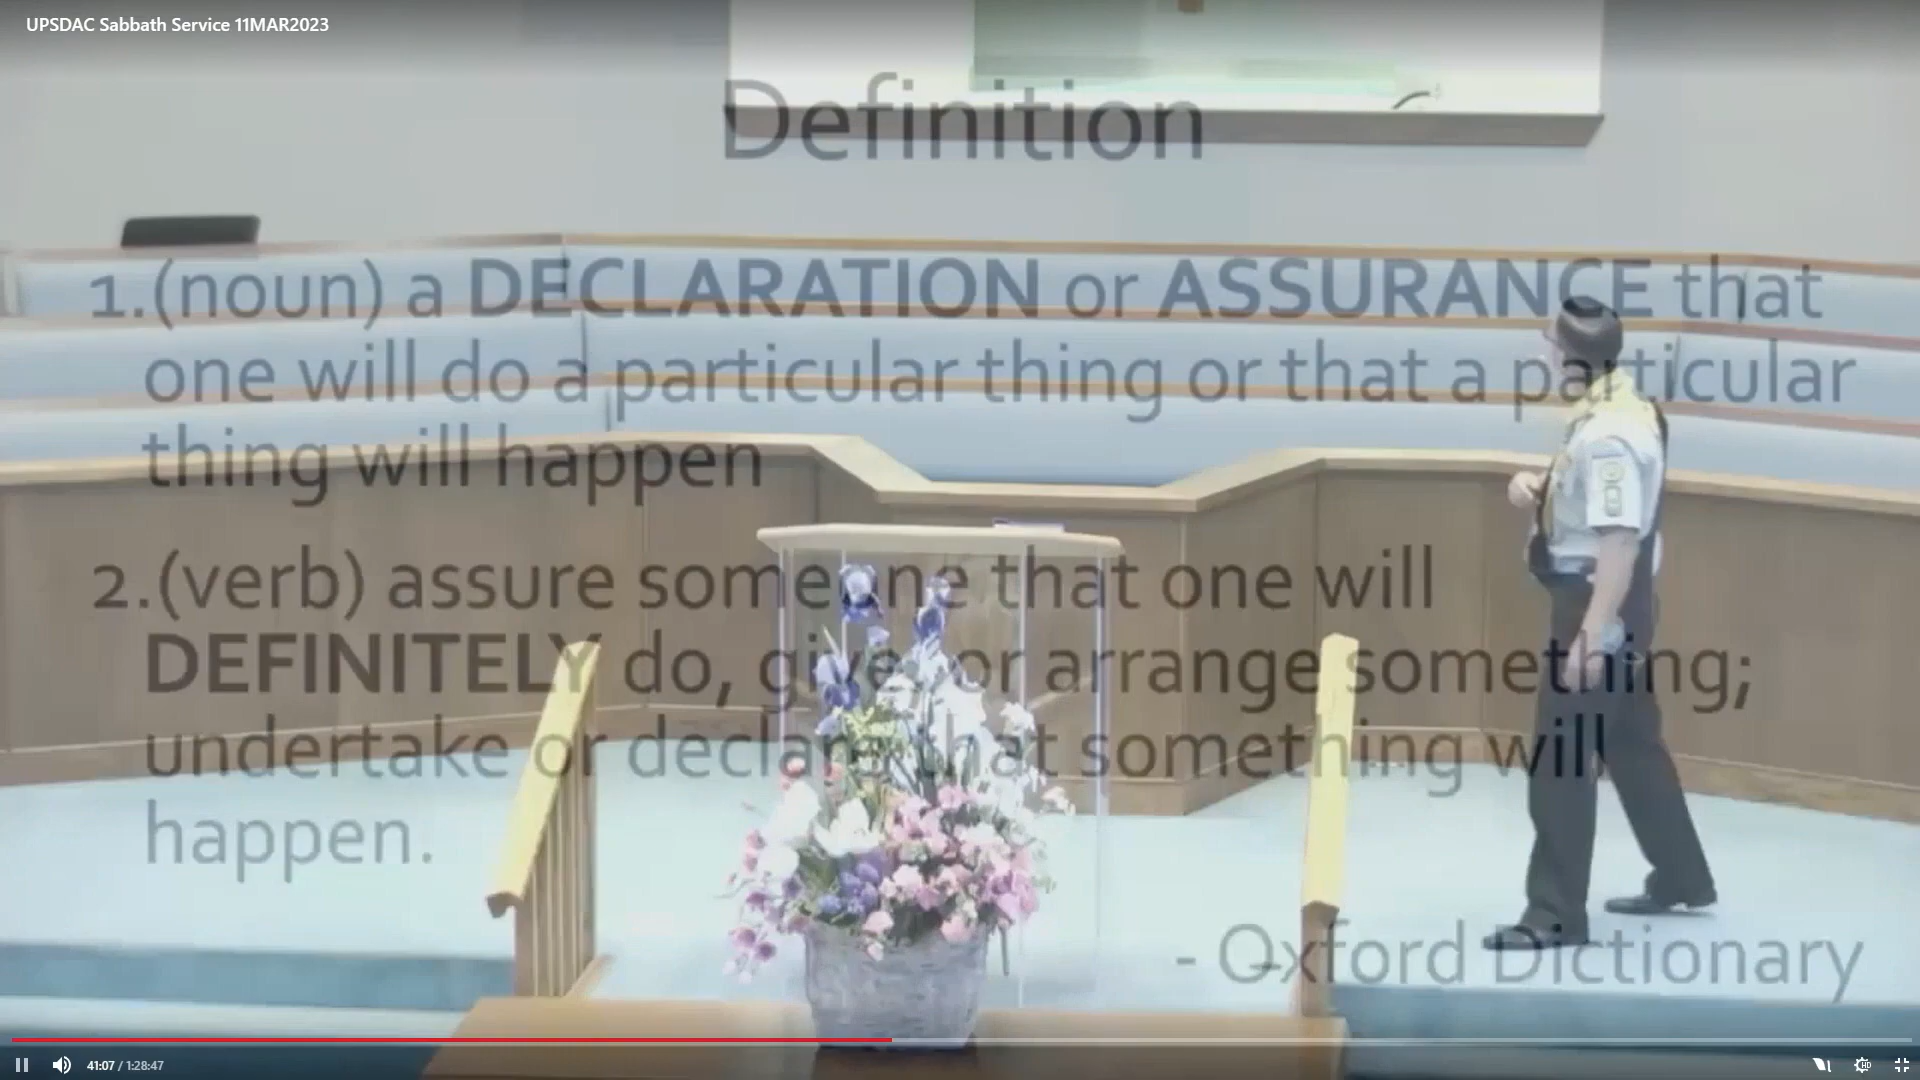 UPSDAC Sabbath Service 11MAR2023
Definition
1.(noun) a DECLARATION or ASSURANCE that
one will do a particular thing or that a particular
thing will happen
2.(verb) assure someone that one will
DEFINITELY do, give, or arrange something;
undertake or declare that something will
happen.
- Oxford Dictionary
41:07 / 1:28:47
HD